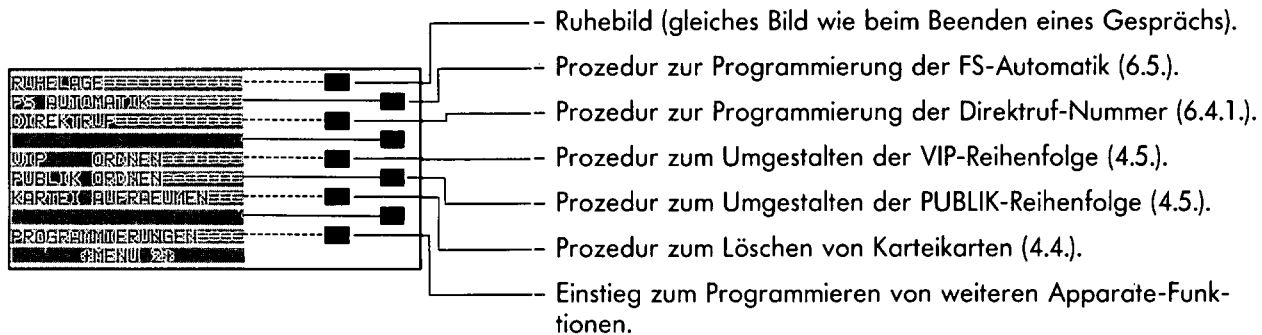 – Ruhebild (gleiches Bild wie beim Beenden eines Gesprächs).
– Prozedur zur Programmierung der FS-Automatik (6.5.).
– Prozedur zur Programmierung der Direktruf-Nummer (6.4.1.).
– Prozedur zum Umgestalten der VIP-Reihenfolge (4.5.).
– Prozedur zum Umgestalten der PUBLIK-Reihenfolge (4.5.).
– Prozedur zum Löschen von Karteikarten (4.4.).
– Einstieg zum Programmieren von weiteren Apparate-Funk-
tionen.
RUHELAGE
FS AUTOMATIK
DIREKTRUF
VIP ORDNEN
PUBLIK ORDNEN
KARTEI AUFRAEUMEN
PROGRAMMIERUNGEN
MENU 2